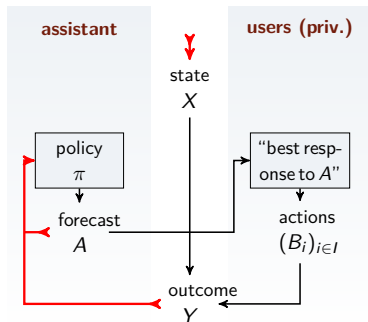 assistant
users (priv.)
state
X
policy
π
“best resp-
onse to A”
forecast
A
actions
(B_i)_{i∈I}
outcome
Y